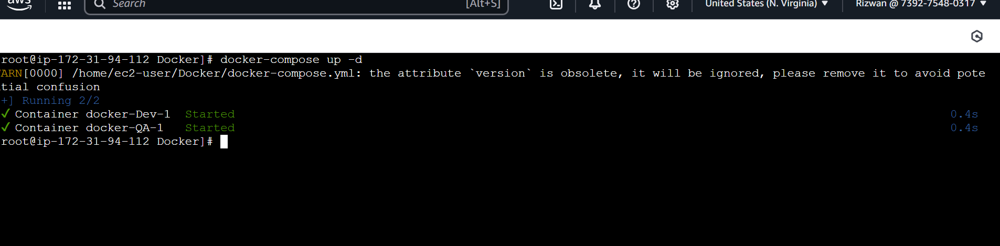 aws
Search
[Alt+S]
United States (N. Virginia)
Rizwan @ 7392-7548-0317
root@ip-172-31-94-112 Docker]# docker-compose up -d
ARN[0000] /home/ec2-user/Docker/docker-compose.yml: the attribute `version` is obsolete, it will be ignored, please remove it to avoid pote
tial confusion
+] Running 2/2
✓ Container docker-Dev-1 Started 0.4s
✓ Container docker-QA-1 Started 0.4s
root@ip-172-31-94-112 Docker]#